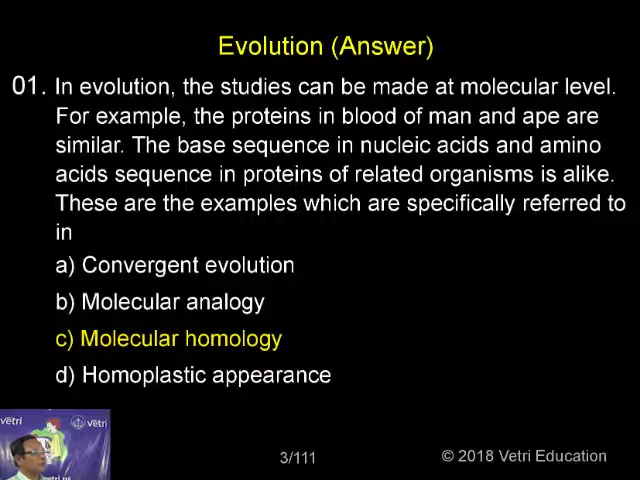 Evolution (Answer)
01. In evolution, the studies can be made at molecular level.
For example, the proteins in blood of man and ape are
similar. The base sequence in nucleic acids and amino
acids sequence in proteins of related organisms is alike.
These are the examples which are specifically referred to
in
a) Convergent evolution
b) Molecular analogy
c) Molecular homology
d) Homoplastic appearance
vetri
vetri
3/111
© 2018 Vetri Education